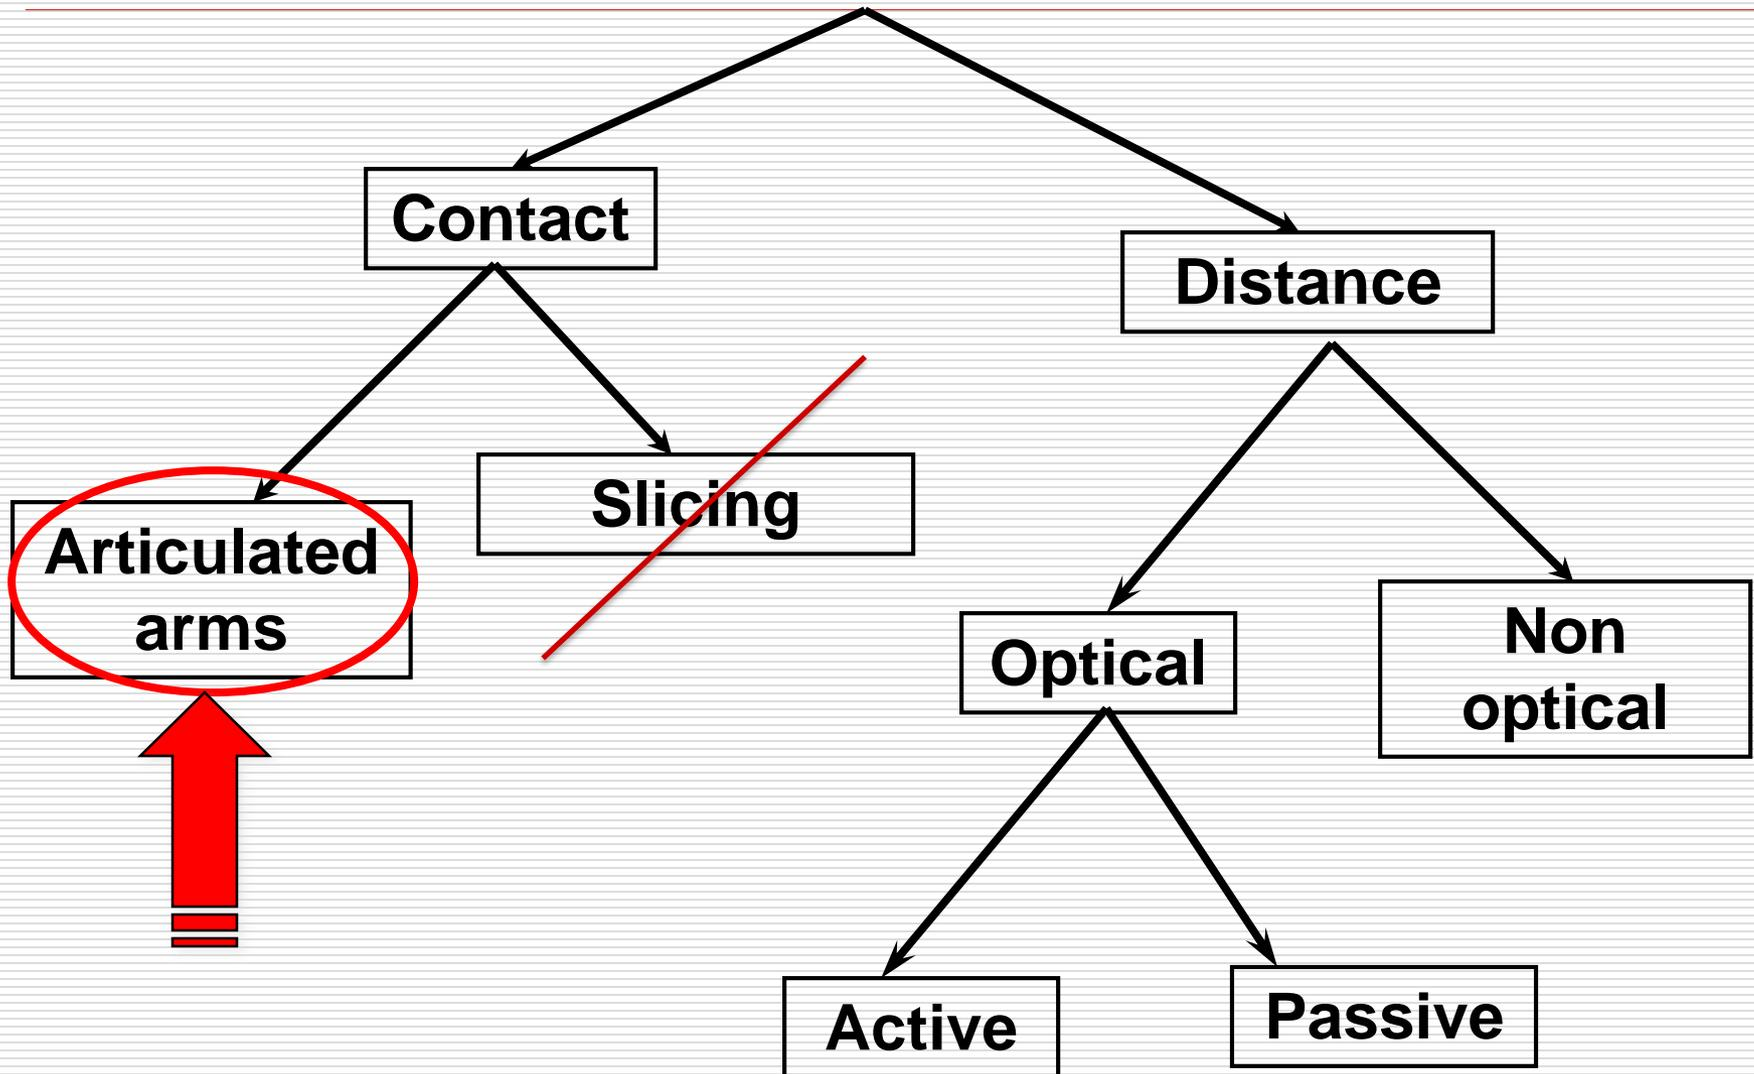 Contact
Distance
Slicing
Articulated
arms
Optical
Non
optical
Active
Passive